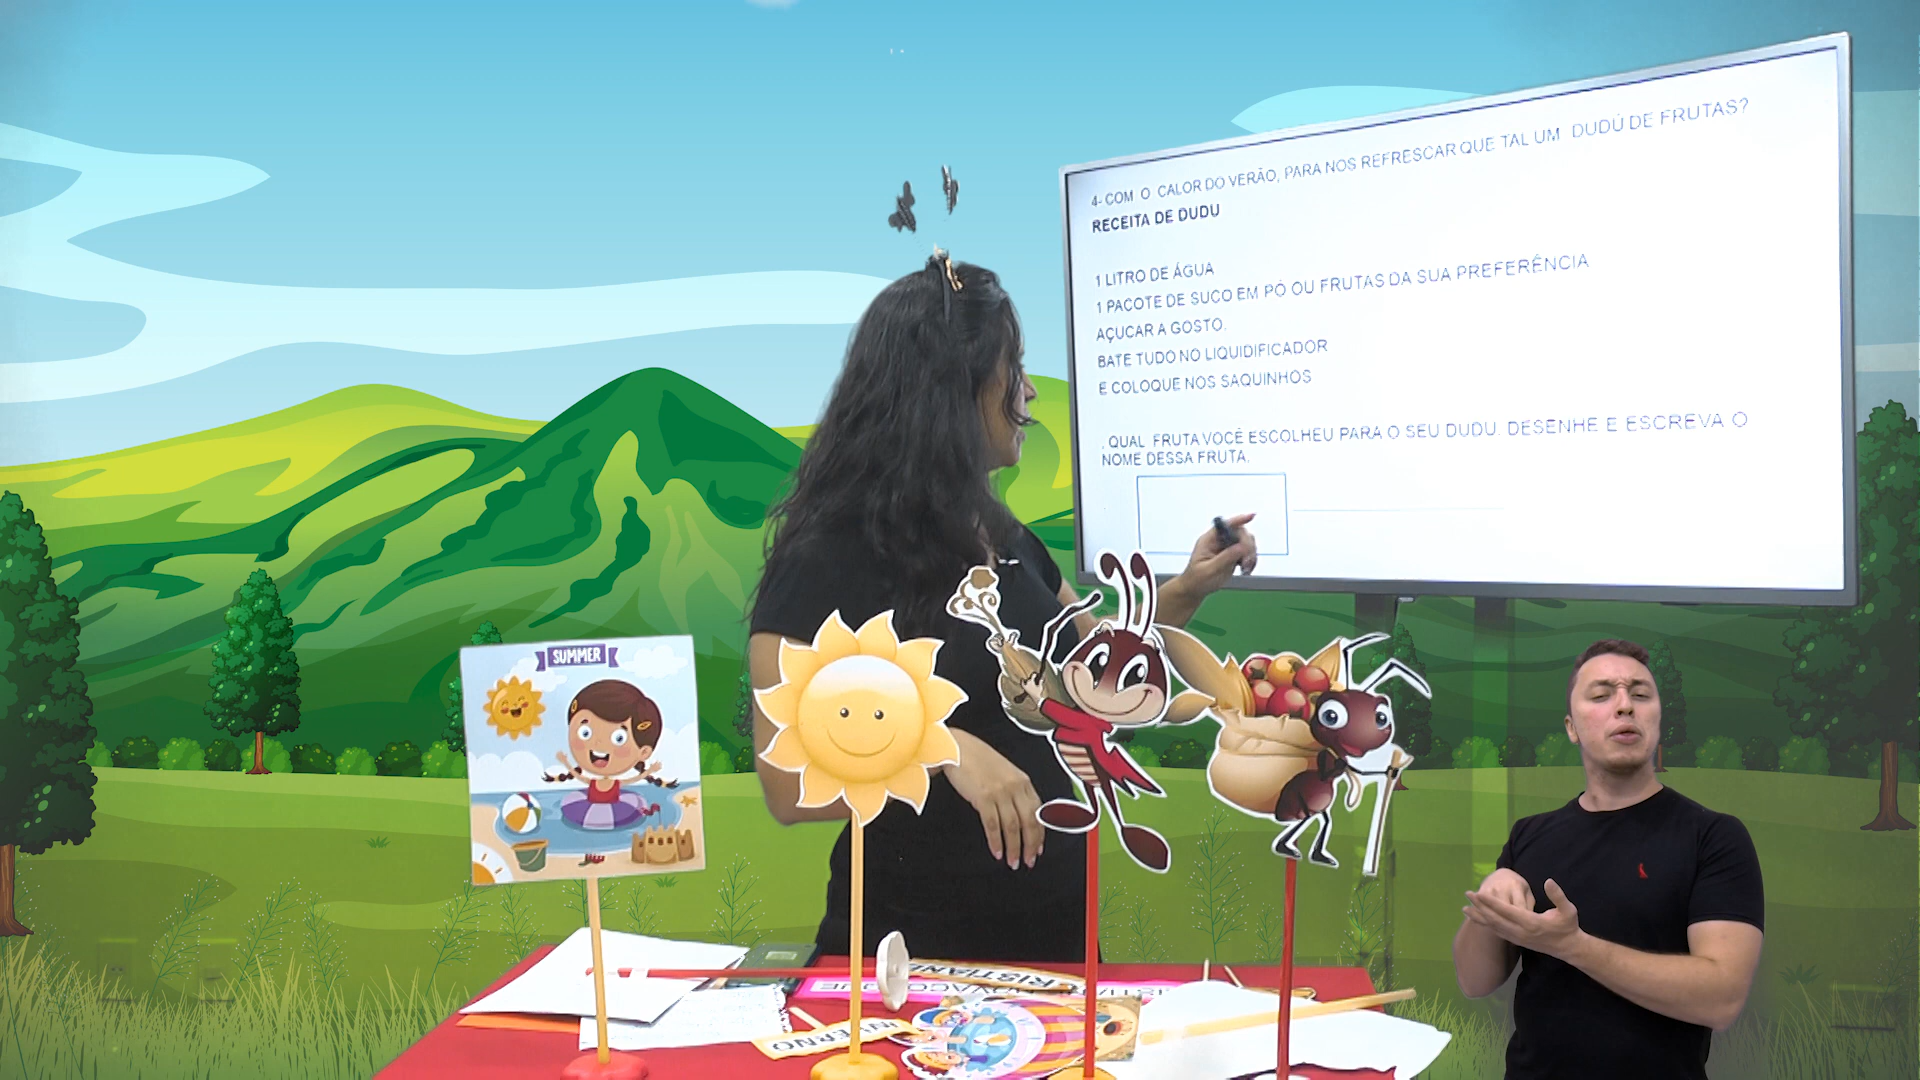 4- COM O CALOR DO VERÃO, PARA NOS REFRESCAR QUE TAL UM DUDÚ DE FRUTAS?
RECEITA DE DUDU
1 LITRO DE ÁGUA
1 PACOTE DE SUCO EM PÓ OU FRUTAS DA SUA PREFERÊNCIA
AÇUCAR A GOSTO.
BATE TUDO NO LIQUIDIFICADOR
E COLOQUE NOS SAQUINHOS
. QUAL FRUTA VOCÊ ESCOLHEU PARA O SEU DUDU. DESENHE E ESCREVA O
NOME DESSA FRUTA.
SUMMER